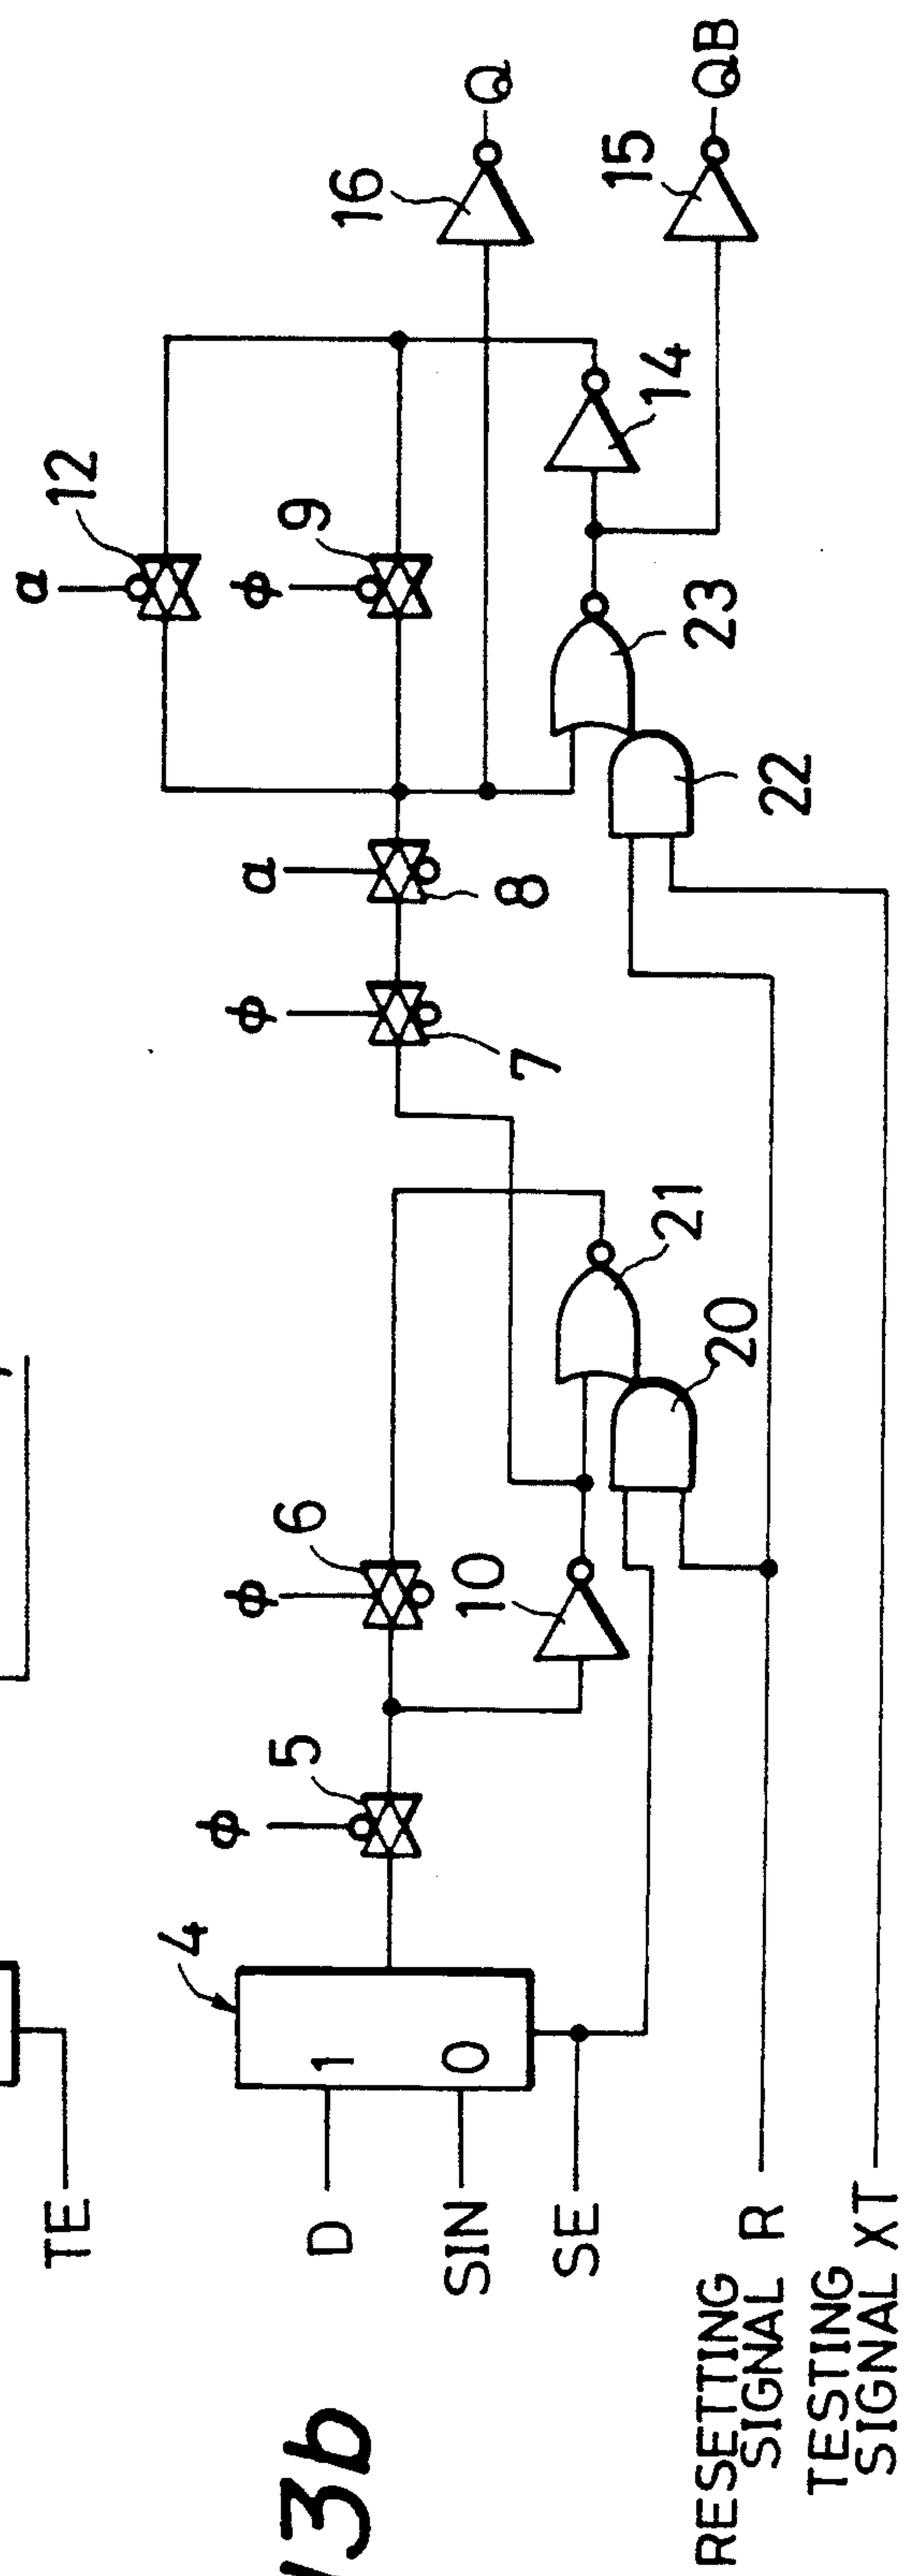 TE
13b
α
12
φ
9
16
Q
QB
15
14
23
22
α
8
φ
7
φ
6
21
20
10
φ
5
4
1
0
D
SIN
SE
RESETTING
SIGNAL R
TESTING
SIGNAL XT